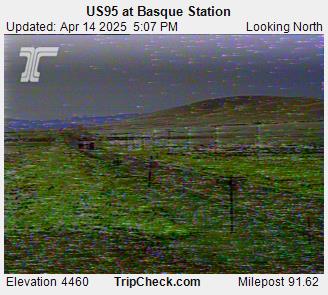 US95 at Basque Station
Updated: Apr 14 2025 5:07 PM Looking North
Elevation 4460 TripCheck.com Milepost 91.62